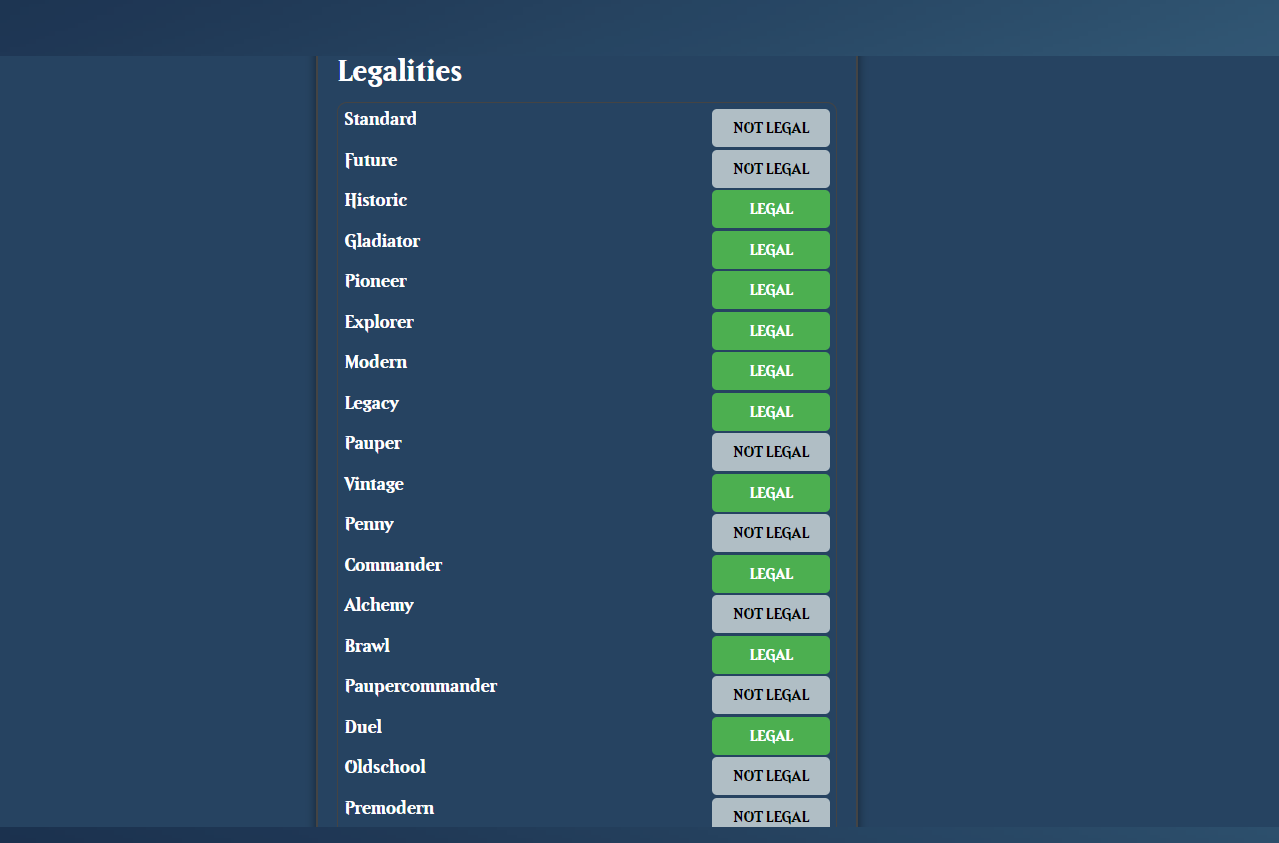 Legalities
Standard NOT LEGAL
Future NOT LEGAL
Historic LEGAL
Gladiator LEGAL
Pioneer LEGAL
Explorer LEGAL
Modern LEGAL
Legacy LEGAL
Pauper NOT LEGAL
Vintage LEGAL
Penny NOT LEGAL
Commander LEGAL
Alchemy NOT LEGAL
Brawl LEGAL
Paupercommander NOT LEGAL
Duel LEGAL
Oldschool NOT LEGAL
Premodern NOT LEGAL